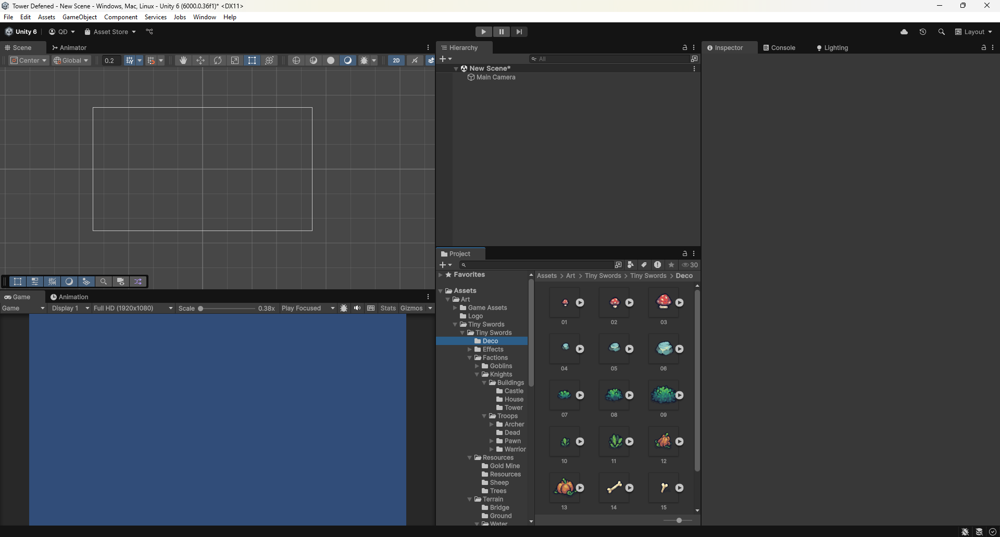 Tower Defened - New Scene - Windows, Mac, Linux - Unity 6 (6000.0.36f1)* <DX11>
File Edit Assets GameObject Component Services Jobs Window Help
Unity 6 QĐ Asset Store Layout
Scene Animator
Center Global 0.2 2D
Game Animation
Game Display 1 Full HD (1920x1080) Scale 0.38x Play Focused Stats Gizmos
Hierarchy
All
New Scene*
Main Camera
Project
30
Favorites
Assets
Art
Game Assets
Logo
Tiny Swords
Tiny Swords
Deco
Effects
Factions
Goblins
Knights
Buildings
Castle
House
Tower
Troops
Archer
Dead
Pawn
Warrior
Resources
Gold Mine
Resources
Sheep
Trees
Terrain
Bridge
Ground
Water
Assets > Art > Tiny Swords > Tiny Swords > Deco
01 02 03
04 05 06
07 08 09
10 11 12
13 14 15
Inspector Console Lighting